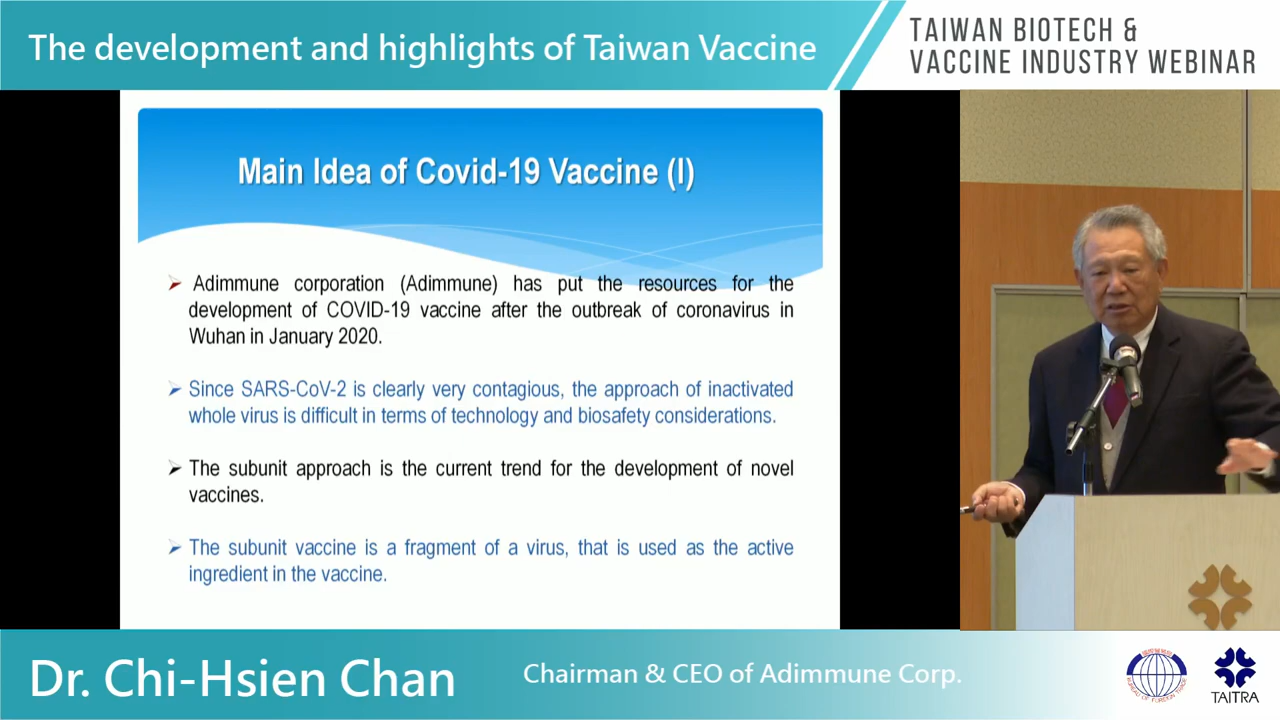 The development and highlights of Taiwan Vaccine
TAIWAN BIOTECH &
VACCINE INDUSTRY WEBINAR
Main Idea of Covid-19 Vaccine (I)
Adimmune corporation (Adimmune) has put the resources for the
development of COVID-19 vaccine after the outbreak of coronavirus in
Wuhan in January 2020.
Since SARS-CoV-2 is clearly very contagious, the approach of inactivated
whole virus is difficult in terms of technology and biosafety considerations.
The subunit approach is the current trend for the development of novel
vaccines.
The subunit vaccine is a fragment of a virus, that is used as the active
ingredient in the vaccine.
Dr. Chi-Hsien Chan
Chairman & CEO of Adimmune Corp.
BUREAU OF FOREIGN TRADE
TAITRA